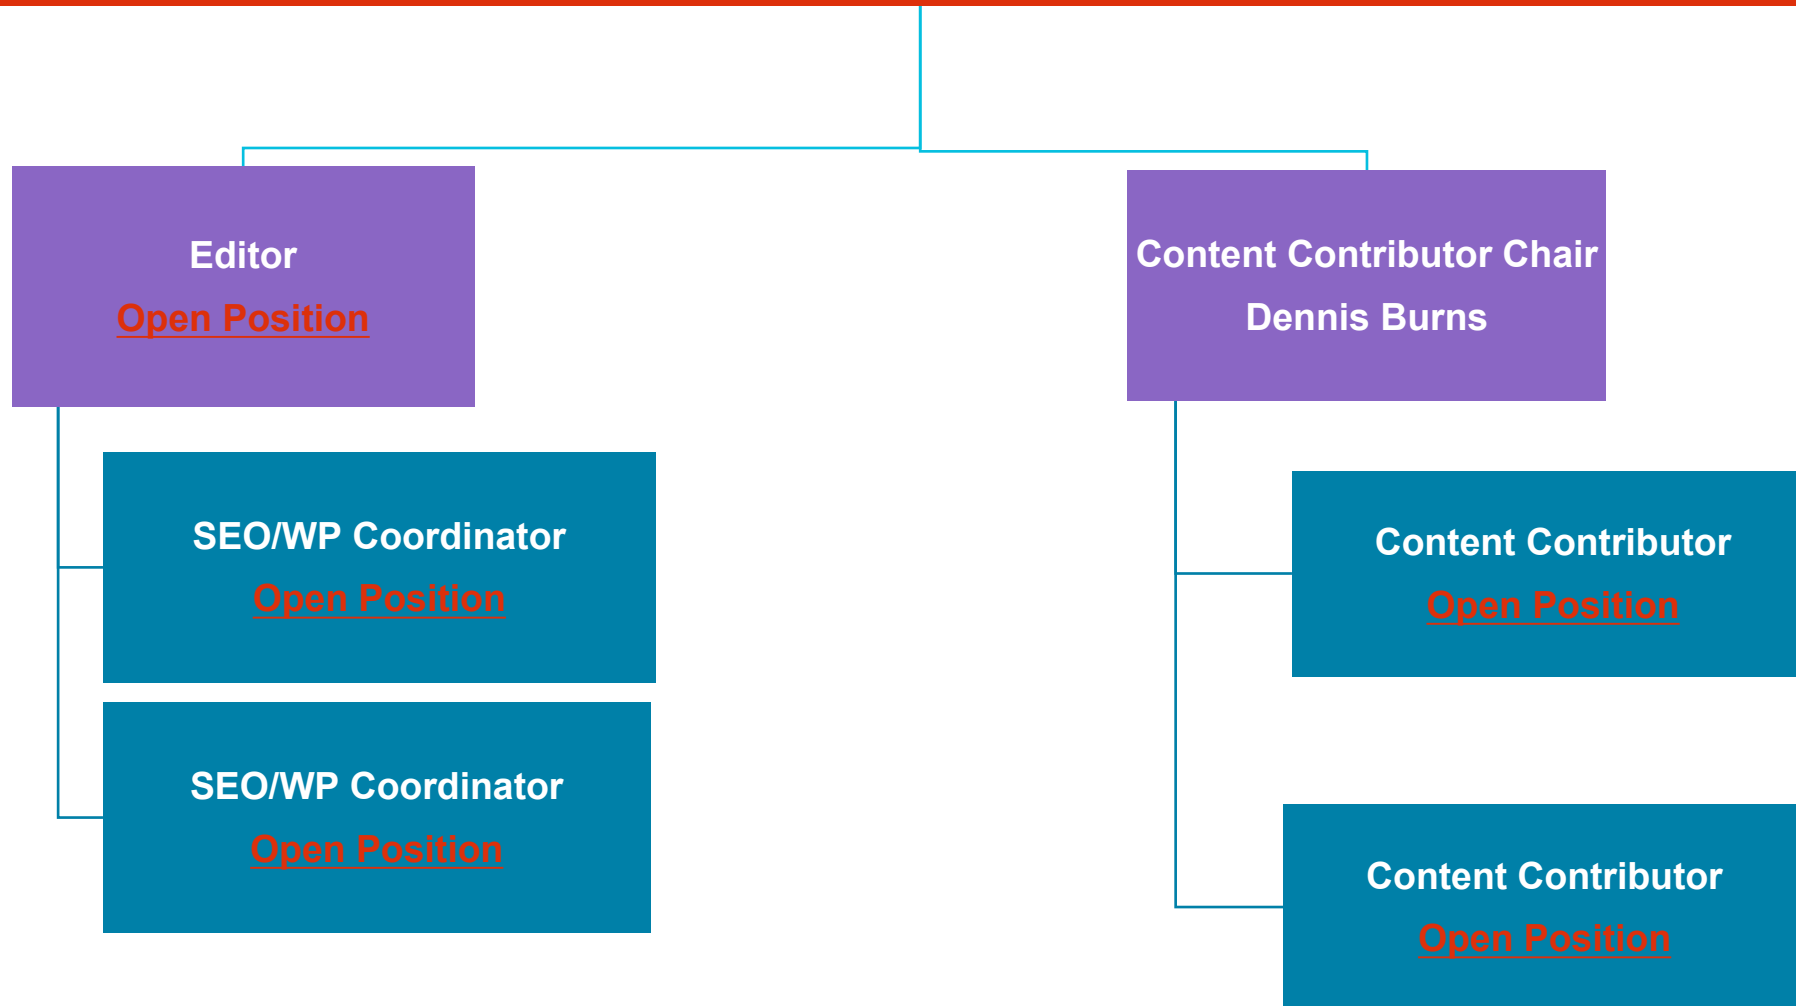 Editor
Open Position
Content Contributor Chair
Dennis Burns
SEO/WP Coordinator
Open Position
SEO/WP Coordinator
Open Position
Content Contributor
Open Position
Content Contributor
Open Position